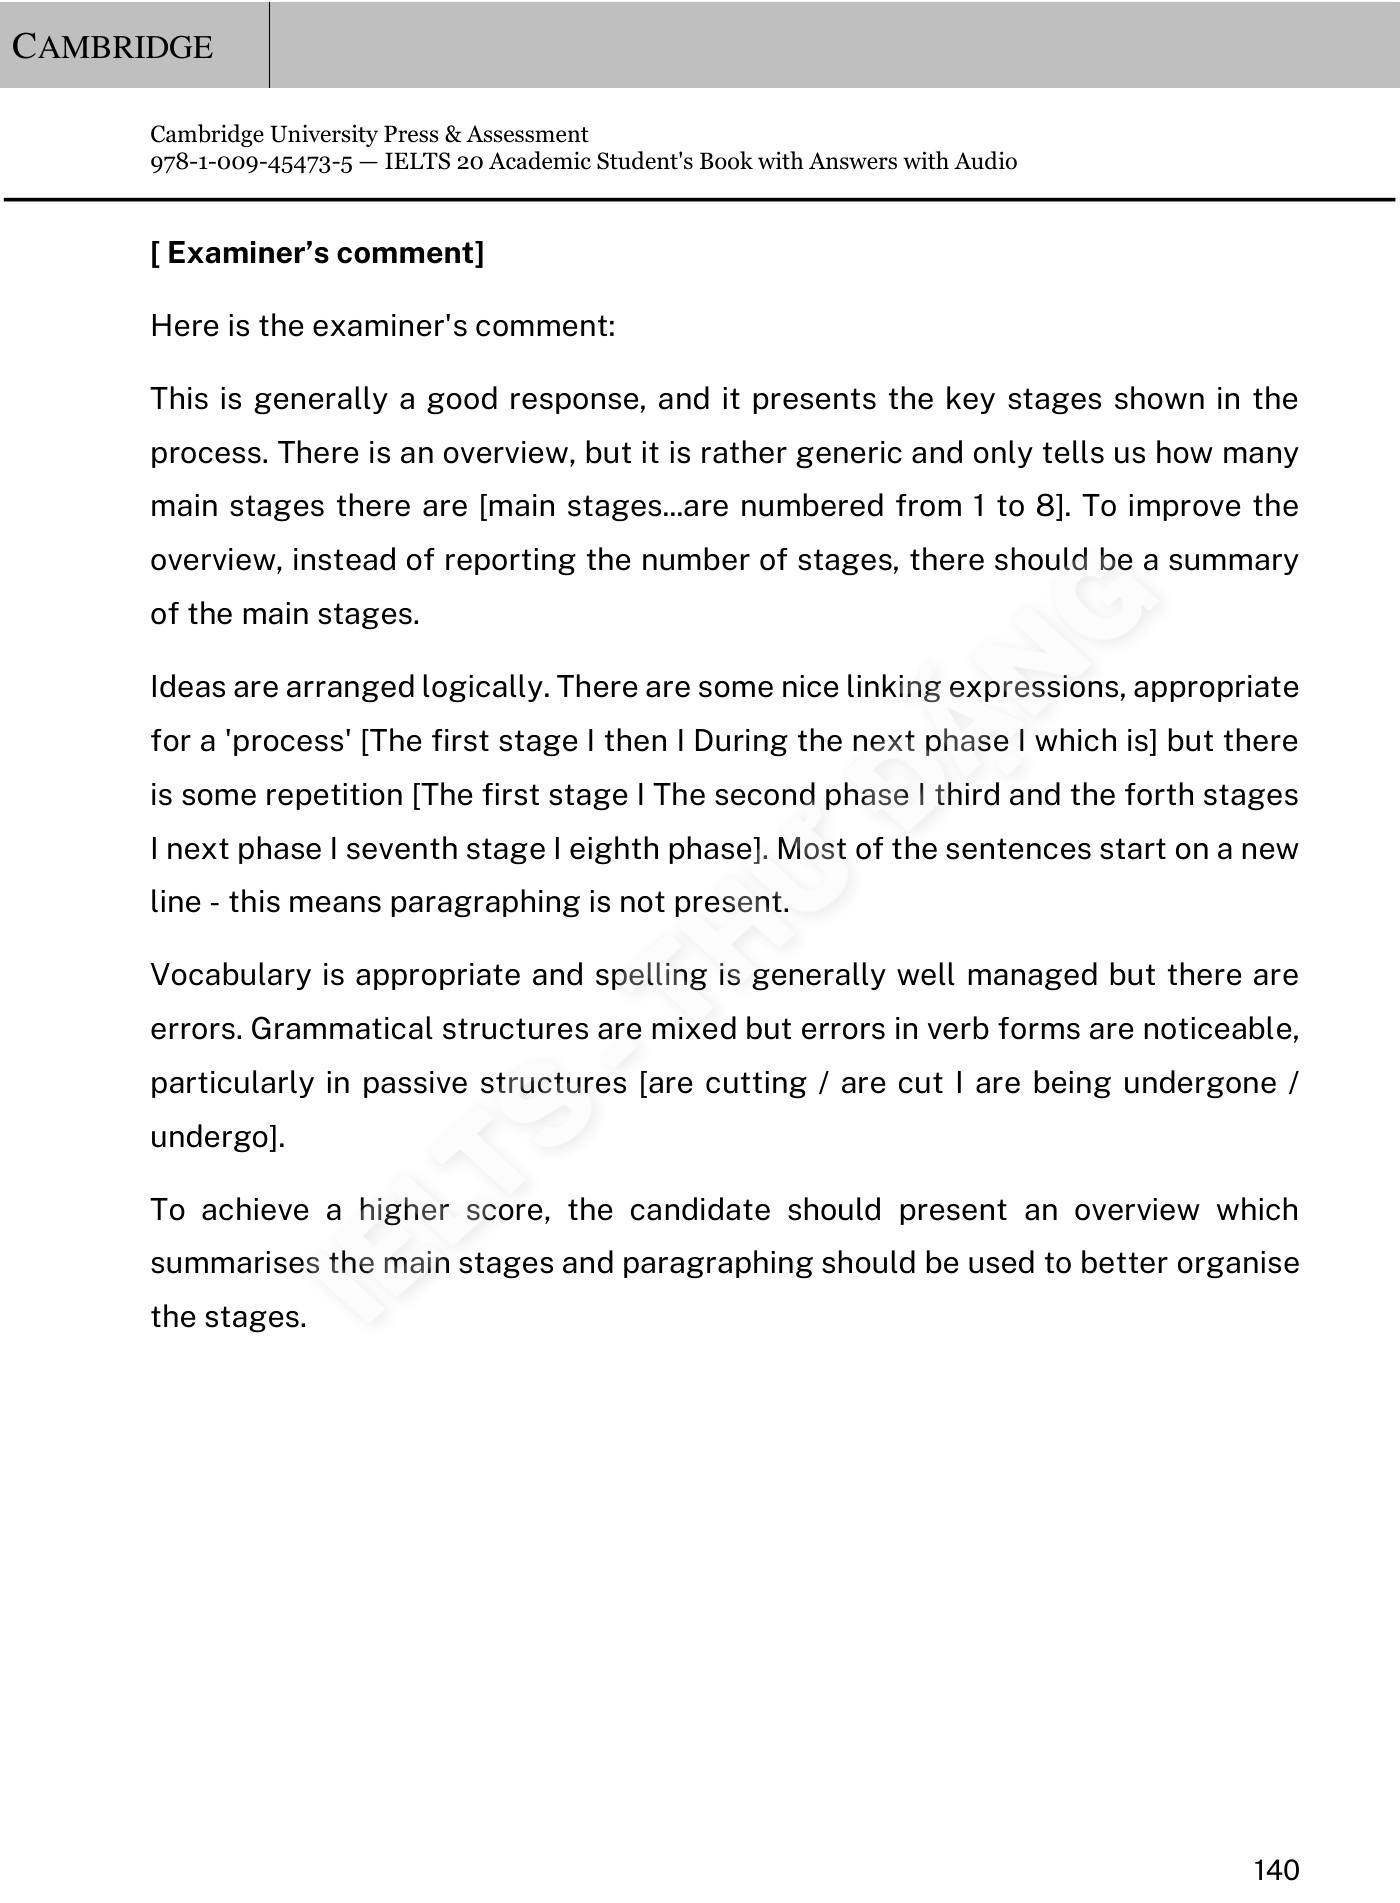 CAMBRIDGE
Cambridge University Press & Assessment
978-1-009-45473-5 — IELTS 20 Academic Student's Book with Answers with Audio
[ Examiner’s comment]
Here is the examiner's comment:
This is generally a good response, and it presents the key stages shown in the
process. There is an overview, but it is rather generic and only tells us how many
main stages there are [main stages...are numbered from 1 to 8]. To improve the
overview, instead of reporting the number of stages, there should be a summary
of the main stages.
Ideas are arranged logically. There are some nice linking expressions, appropriate
for a 'process' [The first stage I then I During the next phase I which is] but there
is some repetition [The first stage I The second phase I third and the forth stages
I next phase I seventh stage I eighth phase]. Most of the sentences start on a new
line - this means paragraphing is not present.
Vocabulary is appropriate and spelling is generally well managed but there are
errors. Grammatical structures are mixed but errors in verb forms are noticeable,
particularly in passive structures [are cutting / are cut I are being undergone /
undergo].
To achieve a higher score, the candidate should present an overview which
summarises the main stages and paragraphing should be used to better organise
the stages.
IELTS - THƯ ĐẶNG
140